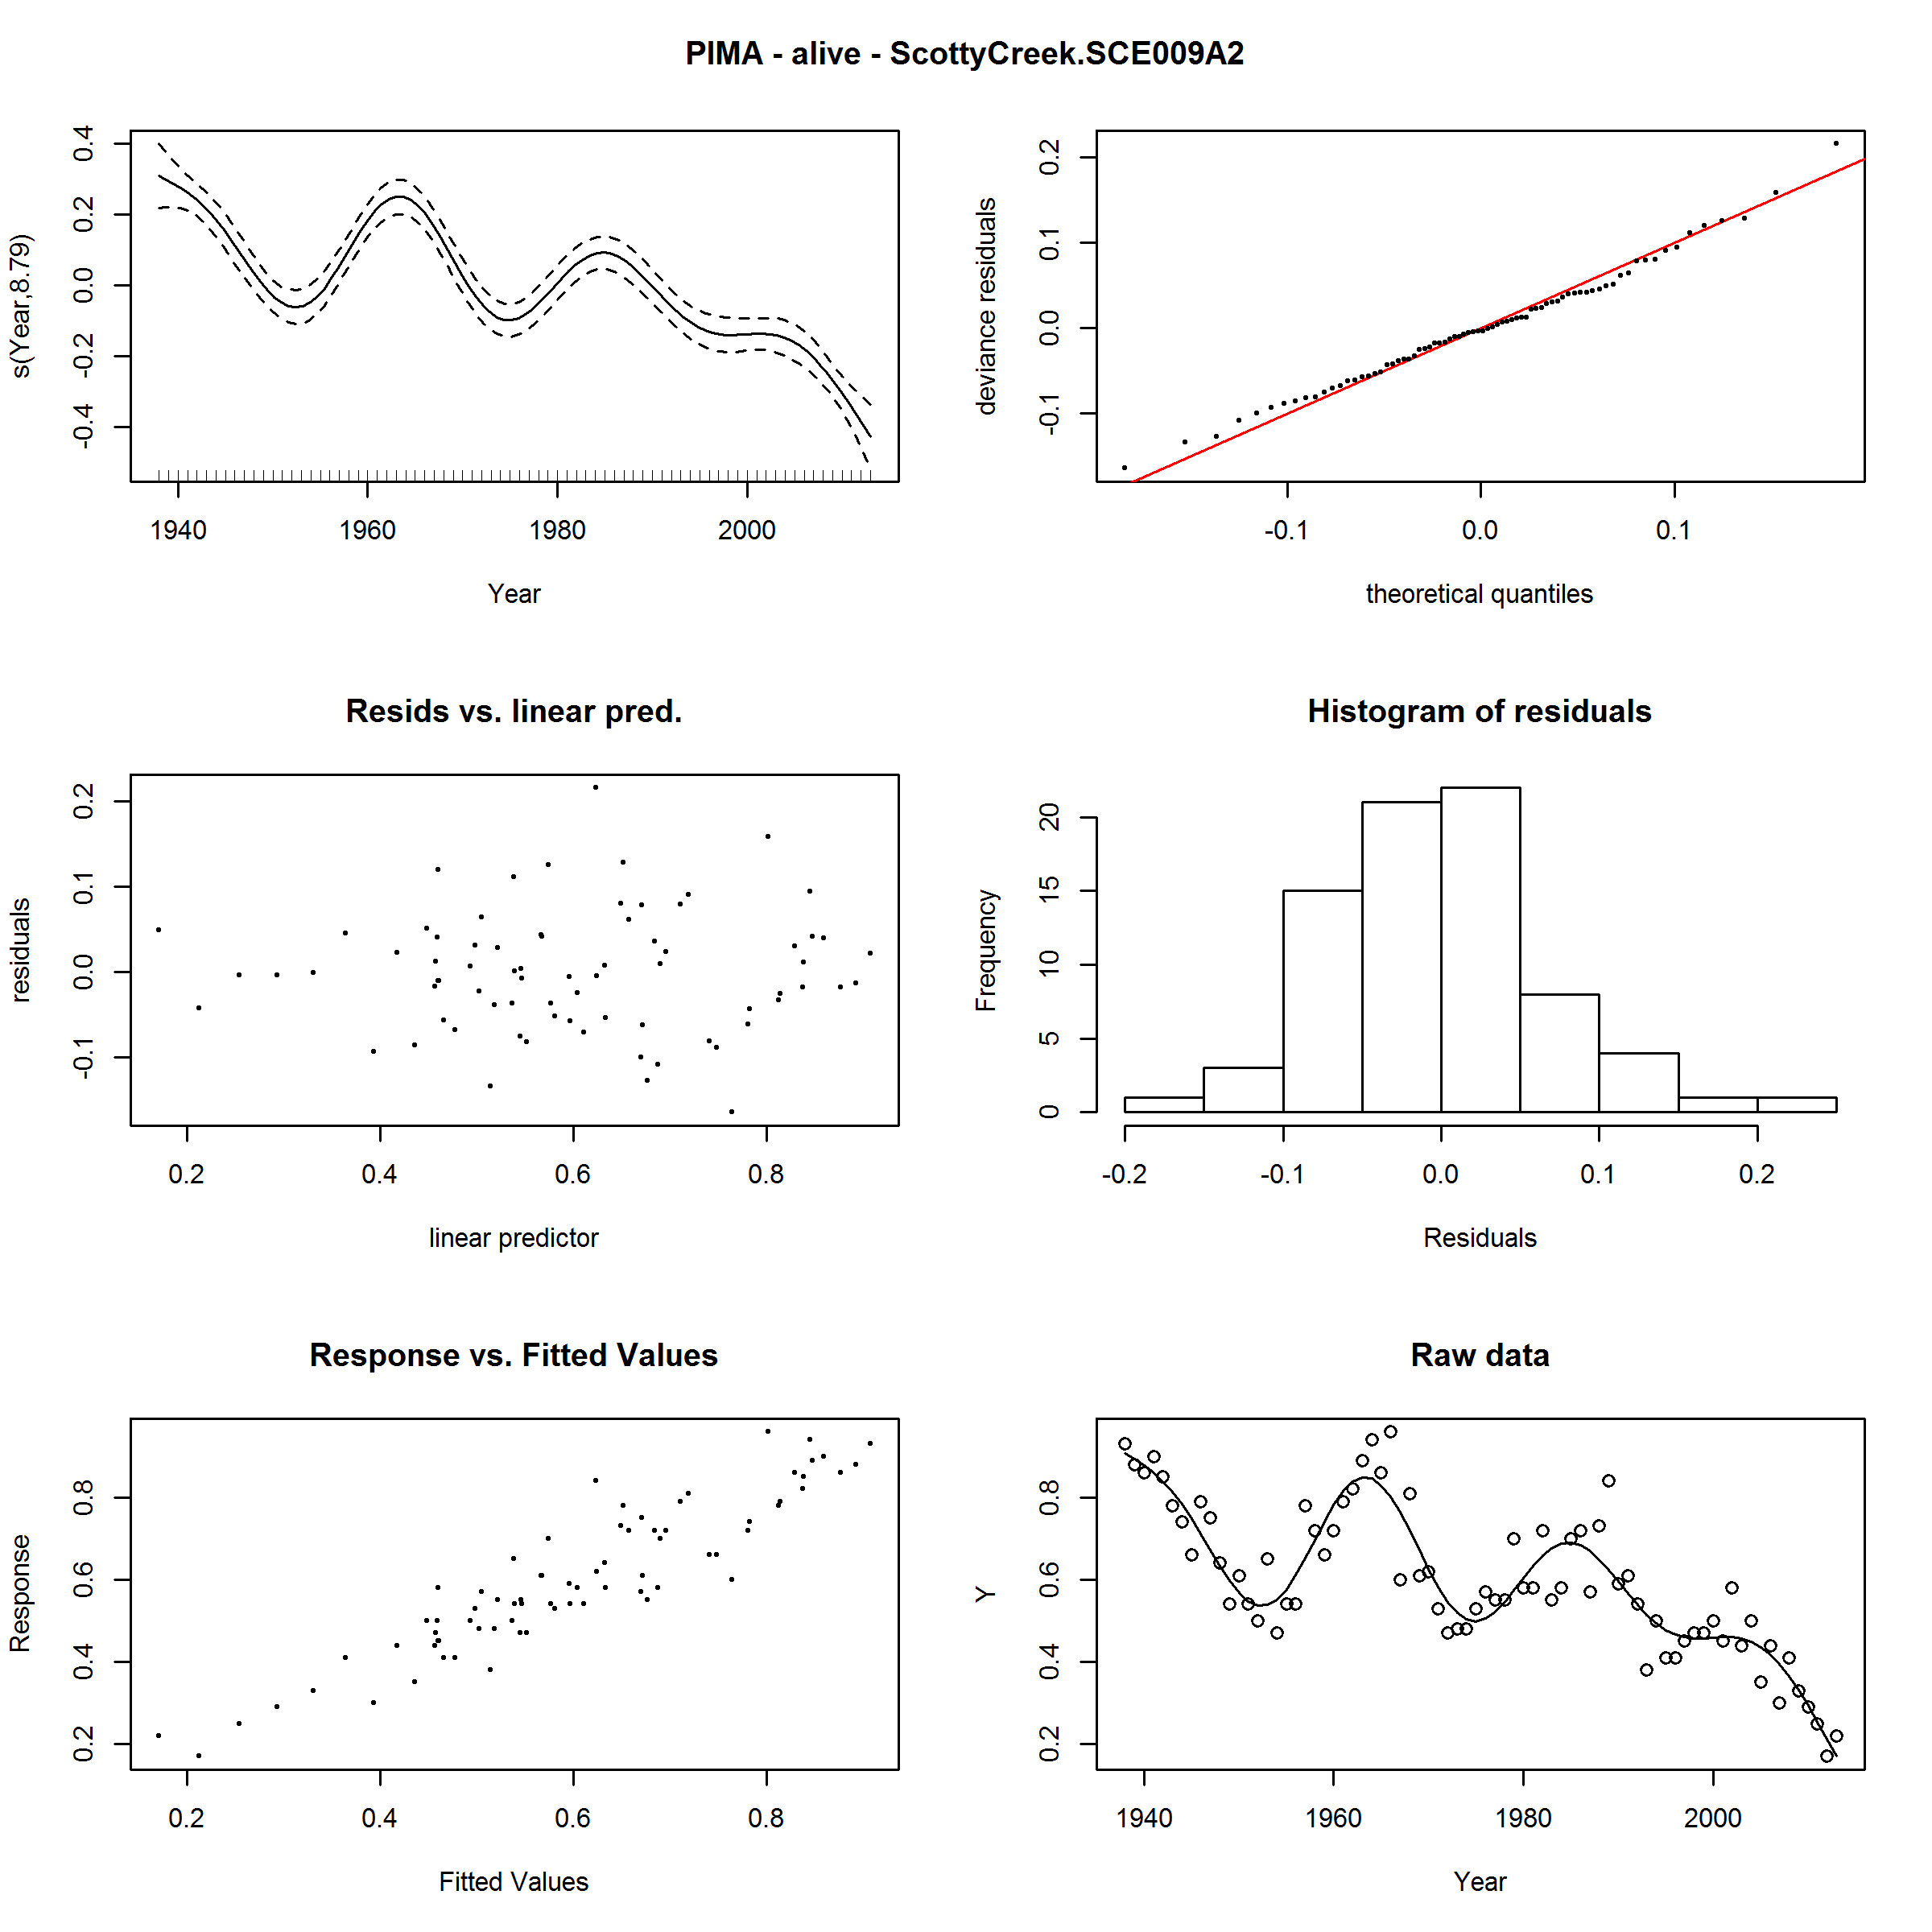 PIMA - alive - ScottyCreek.SCE009A2
s(Year,8.79)
0.4
0.2
0.0
-0.2
-0.4
1940 1960 1980 2000
Year
deviance residuals
0.2
0.1
0.0
-0.1
-0.1 0.0 0.1
theoretical quantiles
Resids vs. linear pred.
residuals
0.2
0.1
0.0
-0.1
0.2 0.4 0.6 0.8
linear predictor
Histogram of residuals
Frequency
20
15
10
5
0
-0.2 -0.1 0.0 0.1 0.2
Residuals
Response vs. Fitted Values
Response
0.8
0.6
0.4
0.2
0.2 0.4 0.6 0.8
Fitted Values
Raw data
Y
0.8
0.6
0.4
0.2
1940 1960 1980 2000
Year